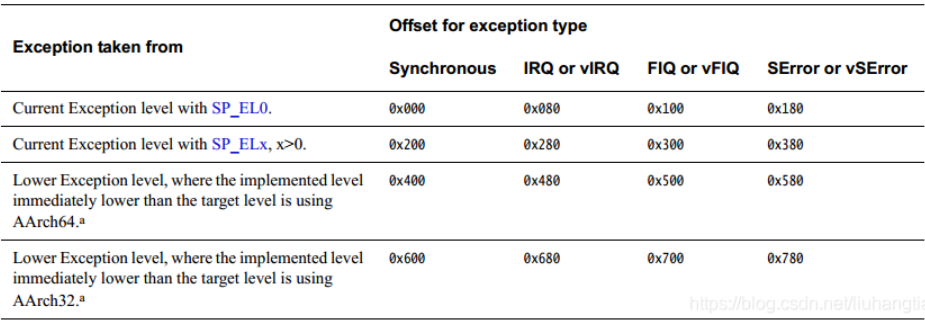 Offset for exception type
Exception taken from
Synchronous IRQ or vIRQ FIQ or vFIQ SError or vSError
Current Exception level with SP_EL0. 0x000 0x080 0x100 0x180
Current Exception level with SP_ELx, x>0. 0x200 0x280 0x300 0x380
Lower Exception level, where the implemented level 0x400 0x480 0x500 0x580
immediately lower than the target level is using
AArch64.ᵃ
Lower Exception level, where the implemented level 0x600 0x680 0x700 0x780
immediately lower than the target level is using
AArch32.ᵃ
https://blog.csdn.net/liuhangtia